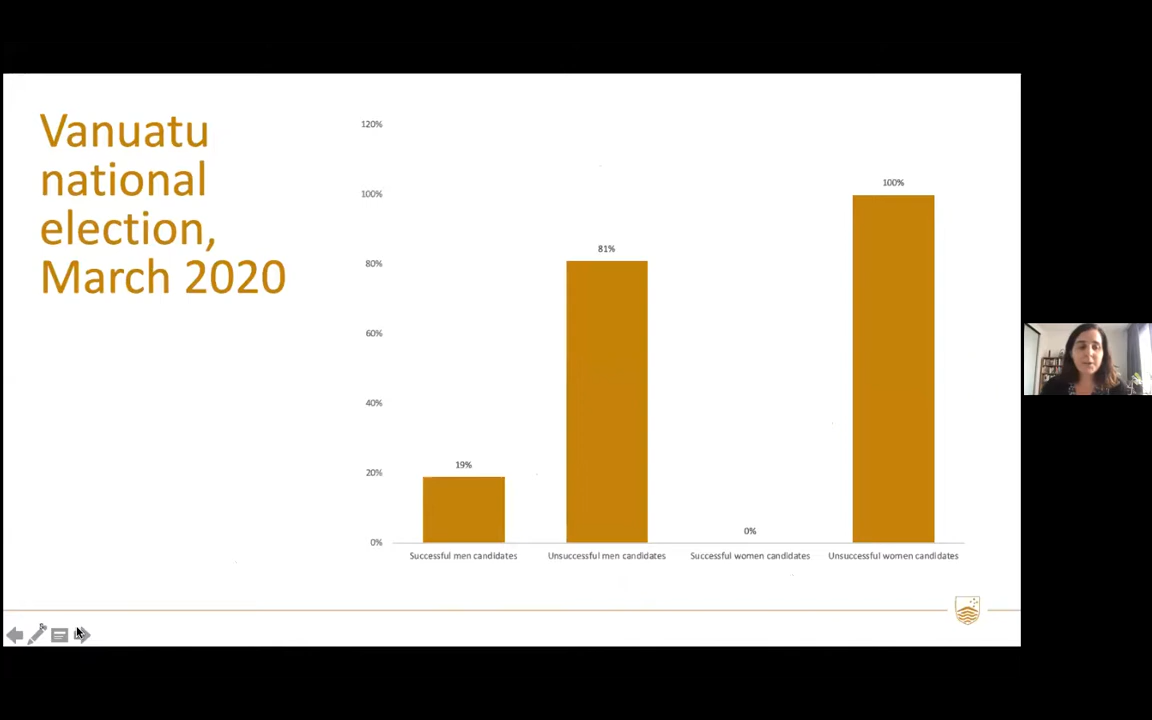 Vanuatu
national
election,
March 2020
120%
100%
80%
60%
40%
20%
0%
19%
81%
0%
100%
Successful men candidates
Unsuccessful men candidates
Successful women candidates
Unsuccessful women candidates